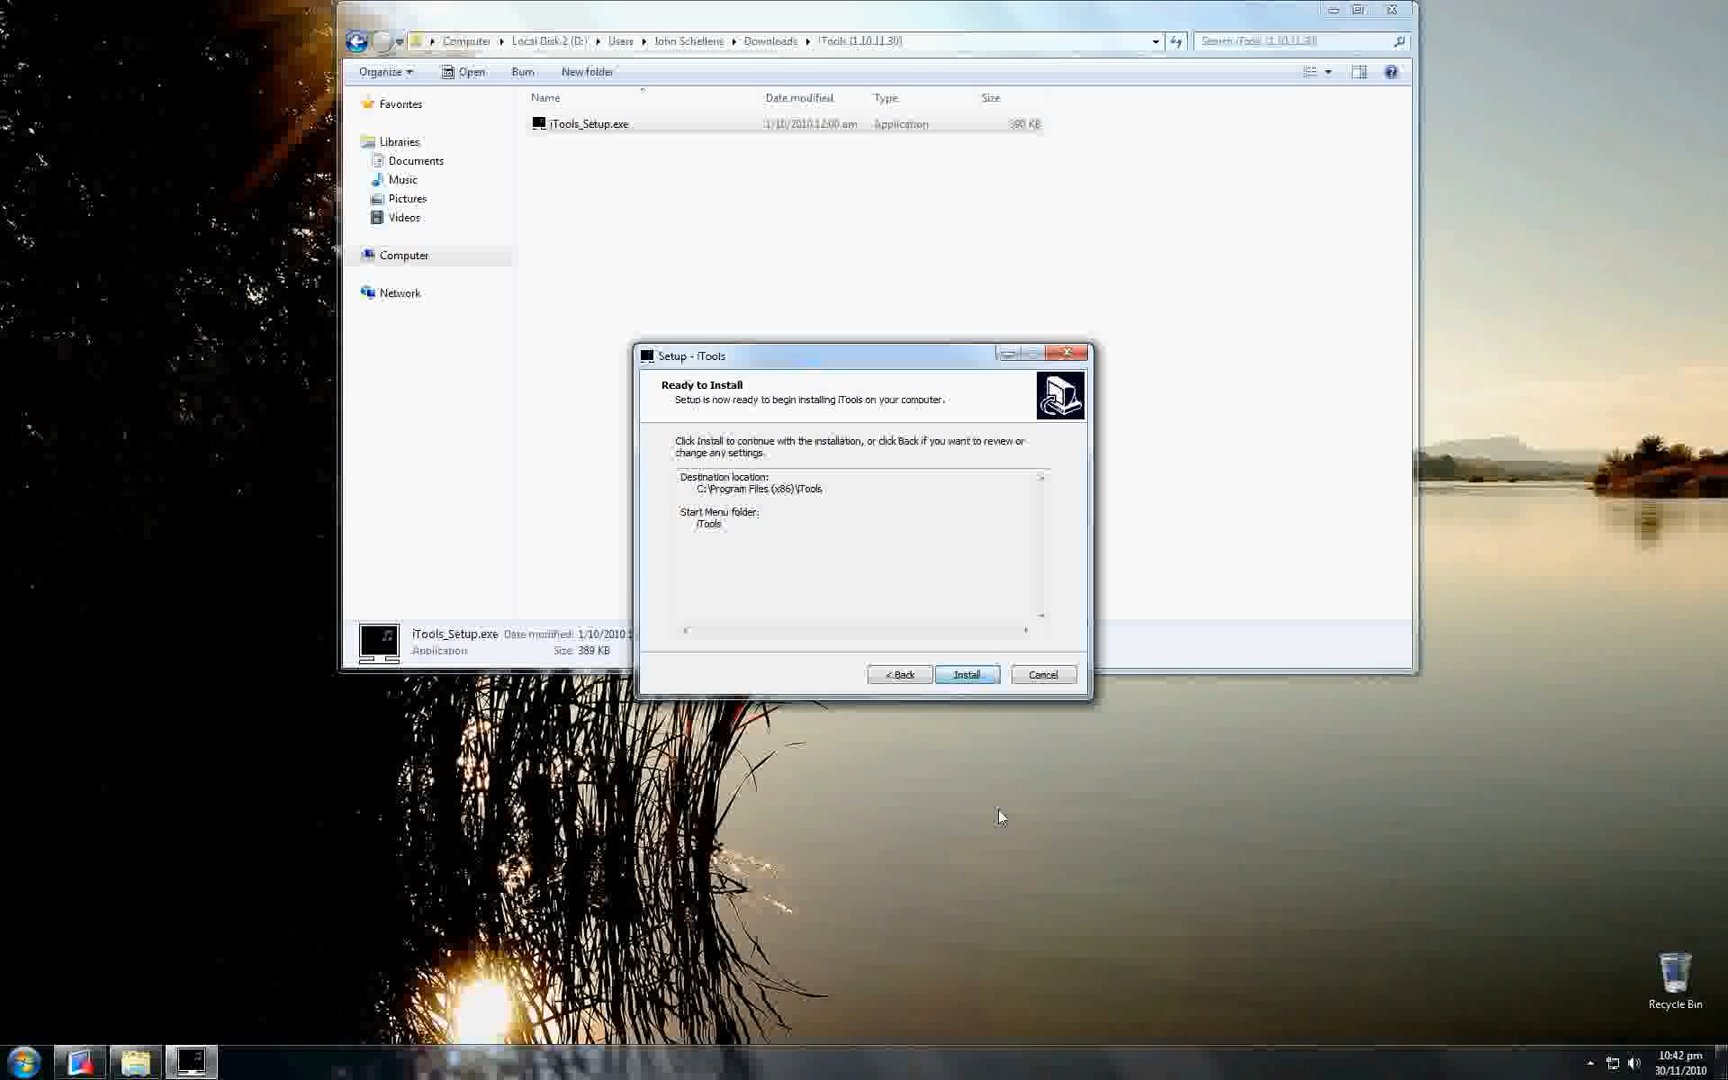 Computer Local Disk 2 (D:) Users John Schellens Downloads iTools (1.10.11.30)
Search iTools (1.10.11.30)
Organize Open Burn New folder
Name Date modified Type Size
iTools_Setup.exe 1/10/2010 12:00 am Application 390 KB
Favorites
Libraries
Documents
Music
Pictures
Videos
Computer
Network
Setup - iTools
Ready to Install
Setup is now ready to begin installing iTools on your computer.
Click Install to continue with the installation, or click Back if you want to review or
change any settings.
Destination location:
C:\Program Files (x86)\iTools
Start Menu folder:
iTools
< Back Install Cancel
iTools_Setup.exe Date modified: 1/10/2010
Application Size: 389 KB
Recycle Bin
10:42 pm
30/11/2010